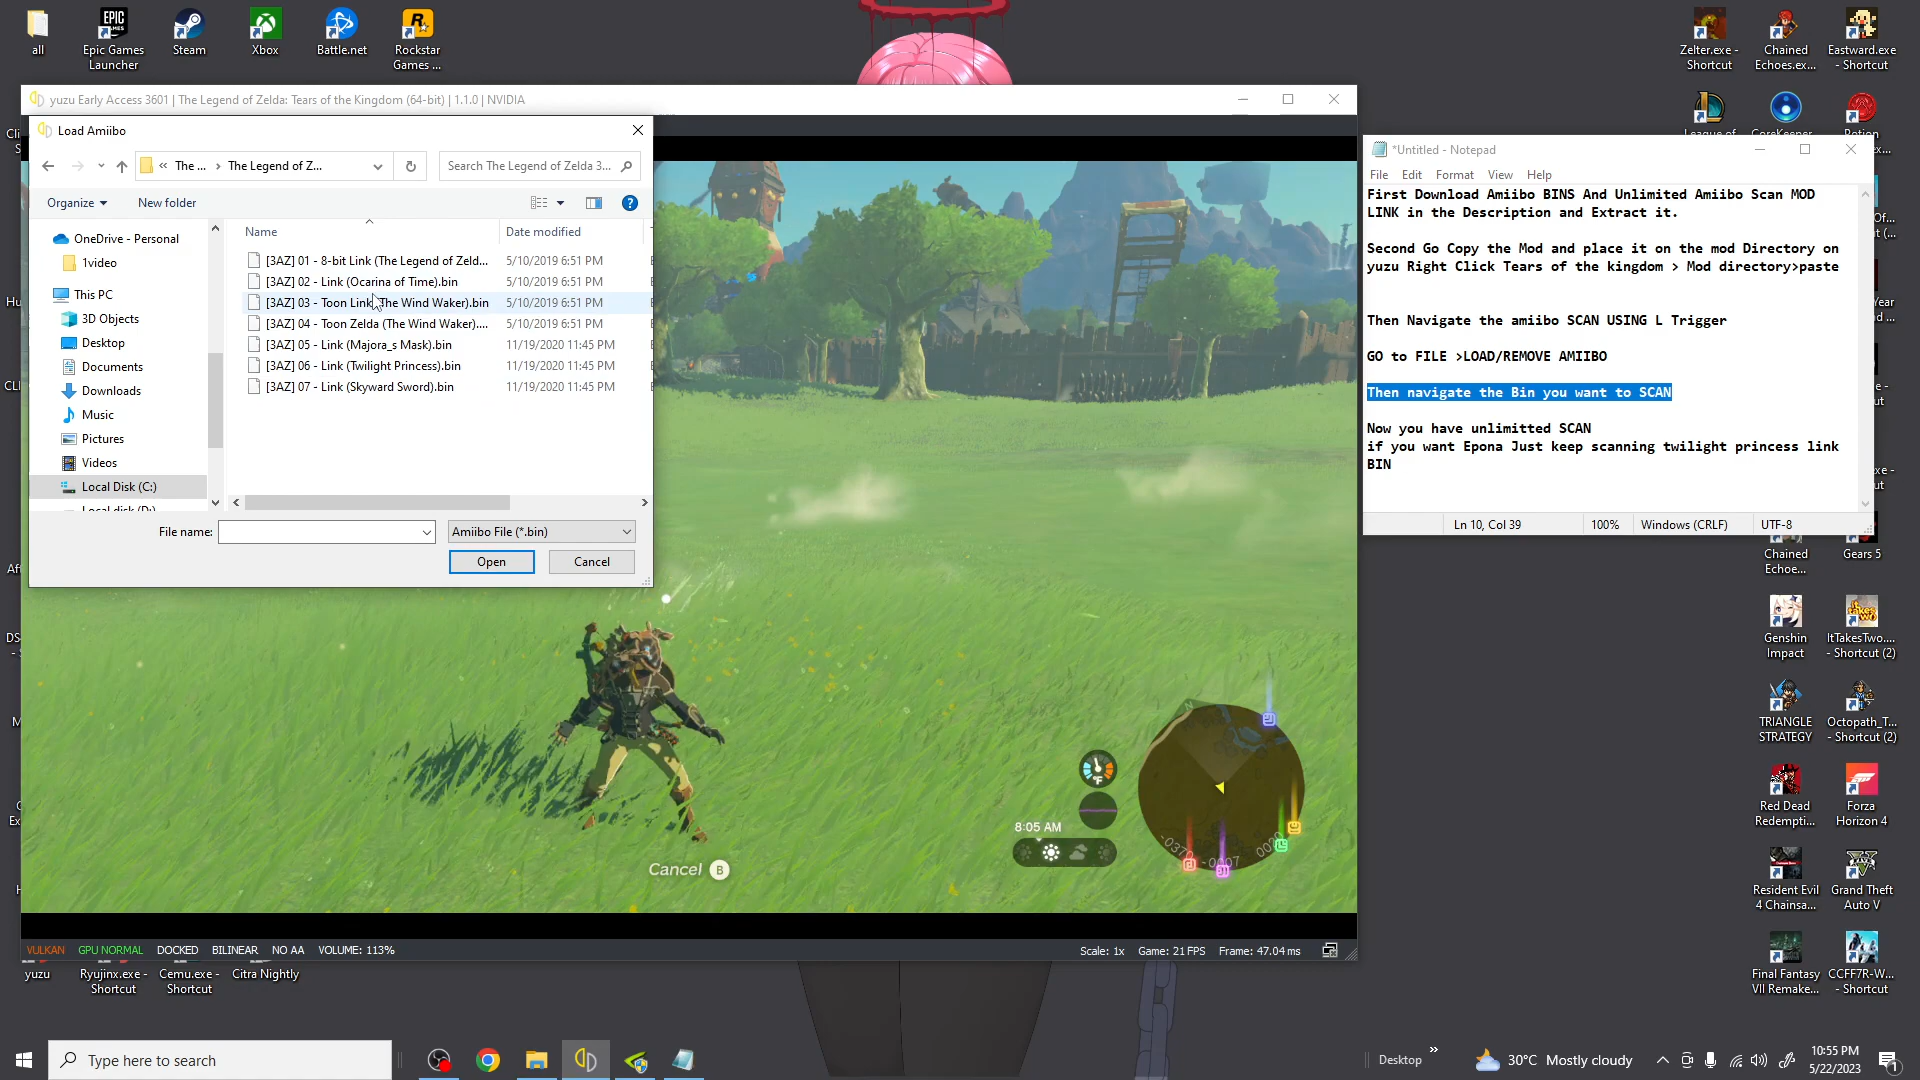 all
Epic Games
Launcher
Steam
Xbox
Battle.net
Rockstar
Games ...
Zelter.exe -
Shortcut
Chained
Echoes.ex...
Eastward.exe
- Shortcut
yuzu Early Access 3601 | The Legend of Zelda: Tears of the Kingdom (64-bit) | 1.1.0 | NVIDIA
Load Amiibo
« The ... › The Legend of Z...
Search The Legend of Zelda 3...
Organize
New folder
OneDrive - Personal
1video
This PC
3D Objects
Desktop
Documents
Downloads
Music
Pictures
Videos
Local Disk (C:)
Local disk (D:)
Name
Date modified
[3AZ] 01 - 8-bit Link (The Legend of Zeld... 5/10/2019 6:51 PM
[3AZ] 02 - Link (Ocarina of Time).bin 5/10/2019 6:51 PM
[3AZ] 03 - Toon Link (The Wind Waker).bin 5/10/2019 6:51 PM
[3AZ] 04 - Toon Zelda (The Wind Waker).... 5/10/2019 6:51 PM
[3AZ] 05 - Link (Majora_s Mask).bin 11/19/2020 11:45 PM
[3AZ] 06 - Link (Twilight Princess).bin 11/19/2020 11:45 PM
[3AZ] 07 - Link (Skyward Sword).bin 11/19/2020 11:45 PM
File name:
Amiibo File (*.bin)
Open
Cancel
*Untitled - Notepad
File Edit Format View Help
First Download Amiibo BINS And Unlimited Amiibo Scan MOD
LINK in the Description and Extract it.
Second Go Copy the Mod and place it on the mod Directory on
yuzu Right Click Tears of the kingdom > Mod directory>paste
Then Navigate the amiibo SCAN USING L Trigger
GO to FILE >LOAD/REMOVE AMIIBO
Then navigate the Bin you want to SCAN
Now you have unlimitted SCAN
if you want Epona Just keep scanning twilight princess link
BIN
Ln 10, Col 39
100%
Windows (CRLF)
UTF-8
Chained
Echoe...
Gears 5
Genshin
Impact
ItTakesTwo....
- Shortcut (2)
TRIANGLE
STRATEGY
Octopath_T...
- Shortcut (2)
Red Dead
Redempti...
Forza
Horizon 4
Resident Evil
4 Chainsa...
Grand Theft
Auto V
Final Fantasy
VII Remake...
CCFF7R-W...
- Shortcut
N
°F
8:05 AM
Cancel B
VULKAN GPU NORMAL DOCKED BILINEAR NO AA VOLUME: 113%
Scale: 1x Game: 21 FPS Frame: 47.04 ms
yuzu
Ryujinx.exe -
Shortcut
Cemu.exe -
Shortcut
Citra Nightly
Type here to search
Desktop
30°C Mostly cloudy
10:55 PM
5/22/2023
1